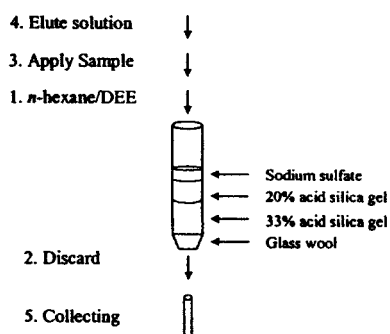 4. Elute solution
3. Apply Sample
1. n-hexane/DEE
Sodium sulfate
20% acid silica gel
33% acid silica gel
Glass wool
2. Discard
5. Collecting